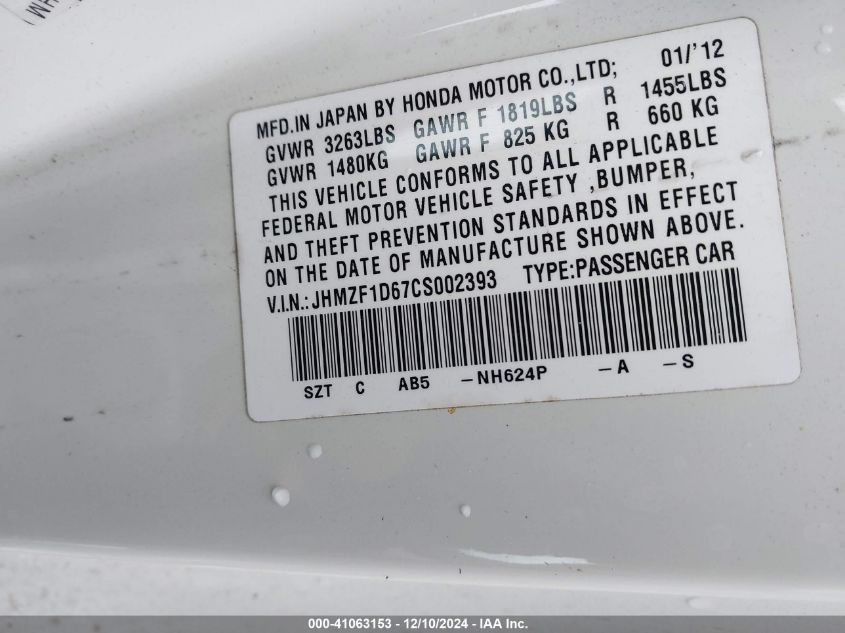 HM
MFD.IN JAPAN BY HONDA MOTOR CO.,LTD; 01/'12
GVWR 3263LBS GAWR F 1819LBS R 1455LBS
GVWR 1480KG GAWR F 825 KG R 660 KG
THIS VEHICLE CONFORMS TO ALL APPLICABLE
FEDERAL MOTOR VEHICLE SAFETY ,BUMPER,
AND THEFT PREVENTION STANDARDS IN EFFECT
ON THE DATE OF MANUFACTURE SHOWN ABOVE.
V.I.N.: JHMZF1D67CS002393 TYPE:PASSENGER CAR
SZT C AB5 -NH624P -A -S
000-41063153 - 12/10/2024 - IAA Inc.